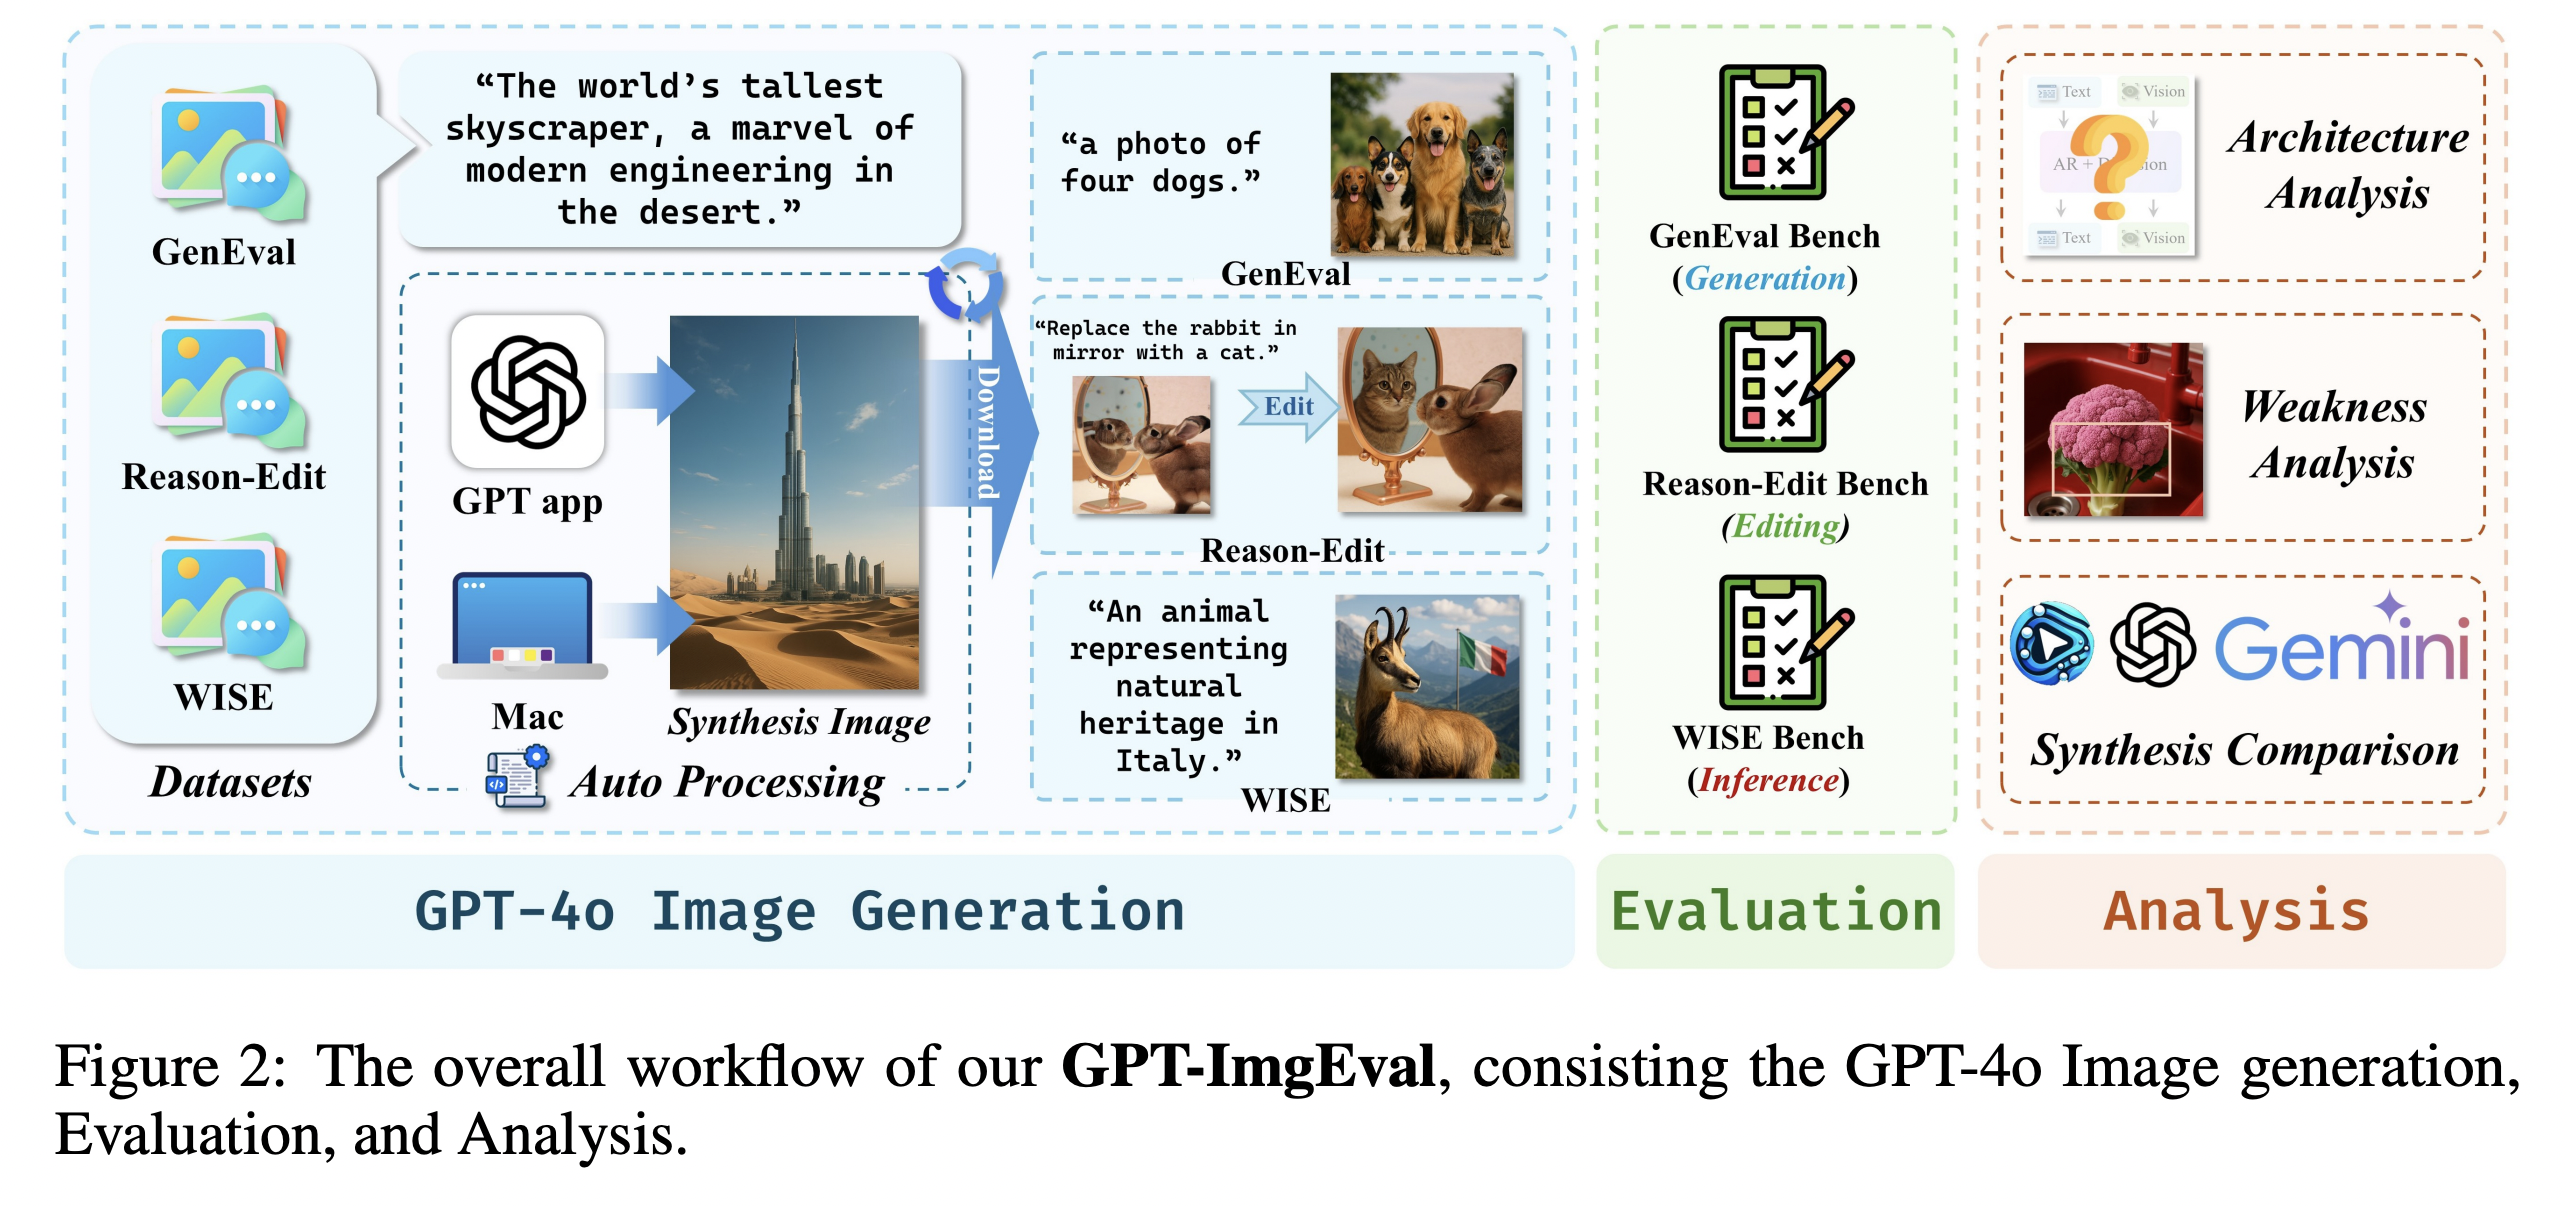 GenEval
Reason-Edit
WISE
Datasets
“The world’s tallest
skyscraper, a marvel of
modern engineering in
the desert.”
GPT app
Mac
Synthesis Image
Auto Processing
Download
“a photo of
four dogs.”
GenEval
“Replace the rabbit in
mirror with a cat.”
Edit
Reason-Edit
“An animal
representing
natural
heritage in
Italy.”
WISE
GPT-4o Image Generation
GenEval Bench
(Generation)
Reason-Edit Bench
(Editing)
WISE Bench
(Inference)
Evaluation
Text
Vision
AR +
Text
Vision
Architecture
Analysis
Weakness
Analysis
Gemini
Synthesis Comparison
Analysis
Figure 2: The overall workflow of our GPT-ImgEval, consisting the GPT-4o Image generation,
Evaluation, and Analysis.